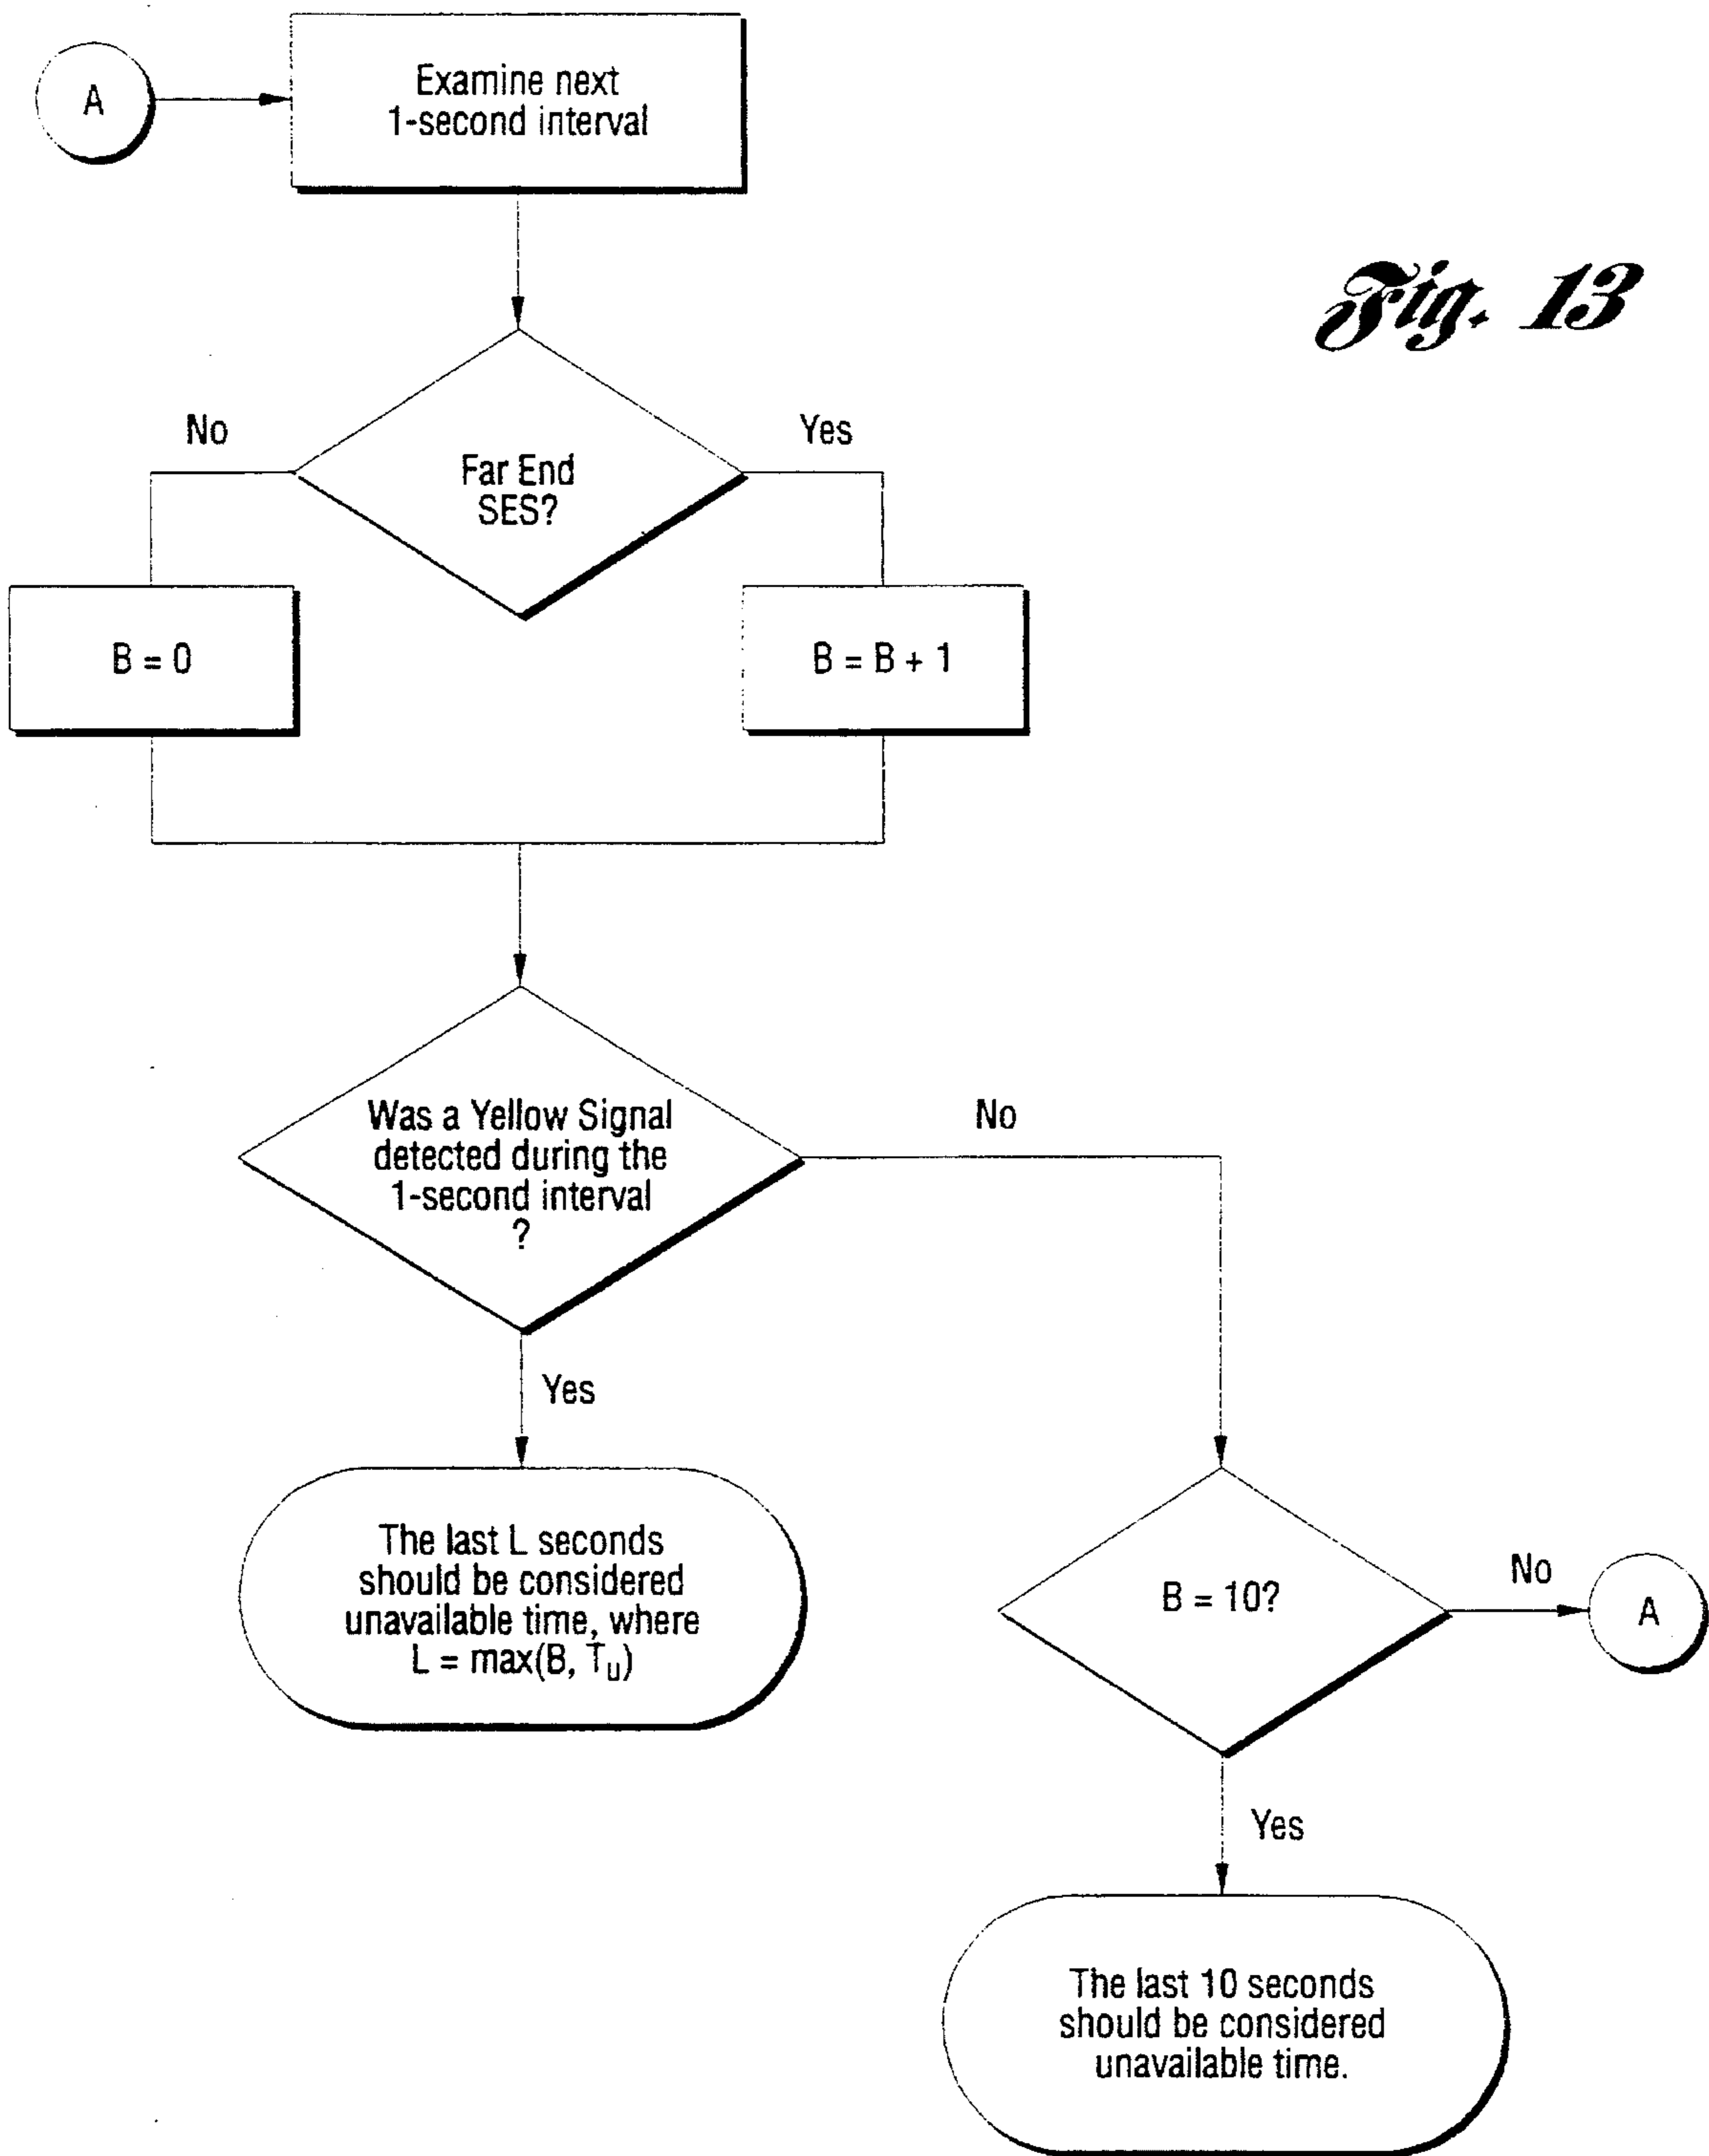 A
Examine next
1-second interval
Fig. 13
No
Yes
Far End
SES?
B = 0
B = B + 1
Was a Yellow Signal
detected during the
1-second interval
?
No
Yes
The last L seconds
should be considered
unavailable time, where
L = max(B, Tu)
B = 10?
No
A
Yes
The last 10 seconds
should be considered
unavailable time.